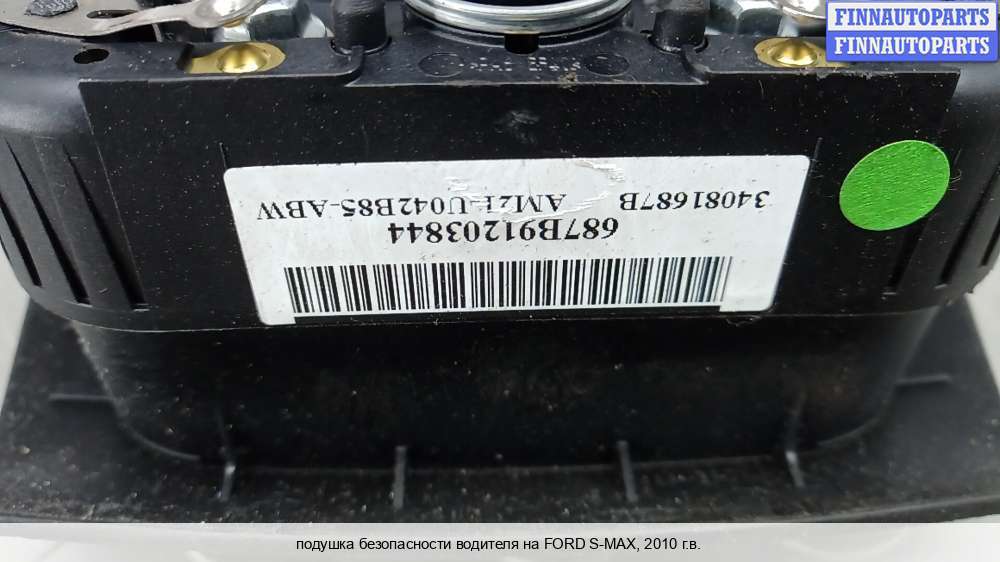 FINNAUTOPARTS
FINNAUTOPARTS
34081687B AM21-U042B85-ABW
687B91203844
подушка безопасности водителя на FORD S-MAX, 2010 г.в.